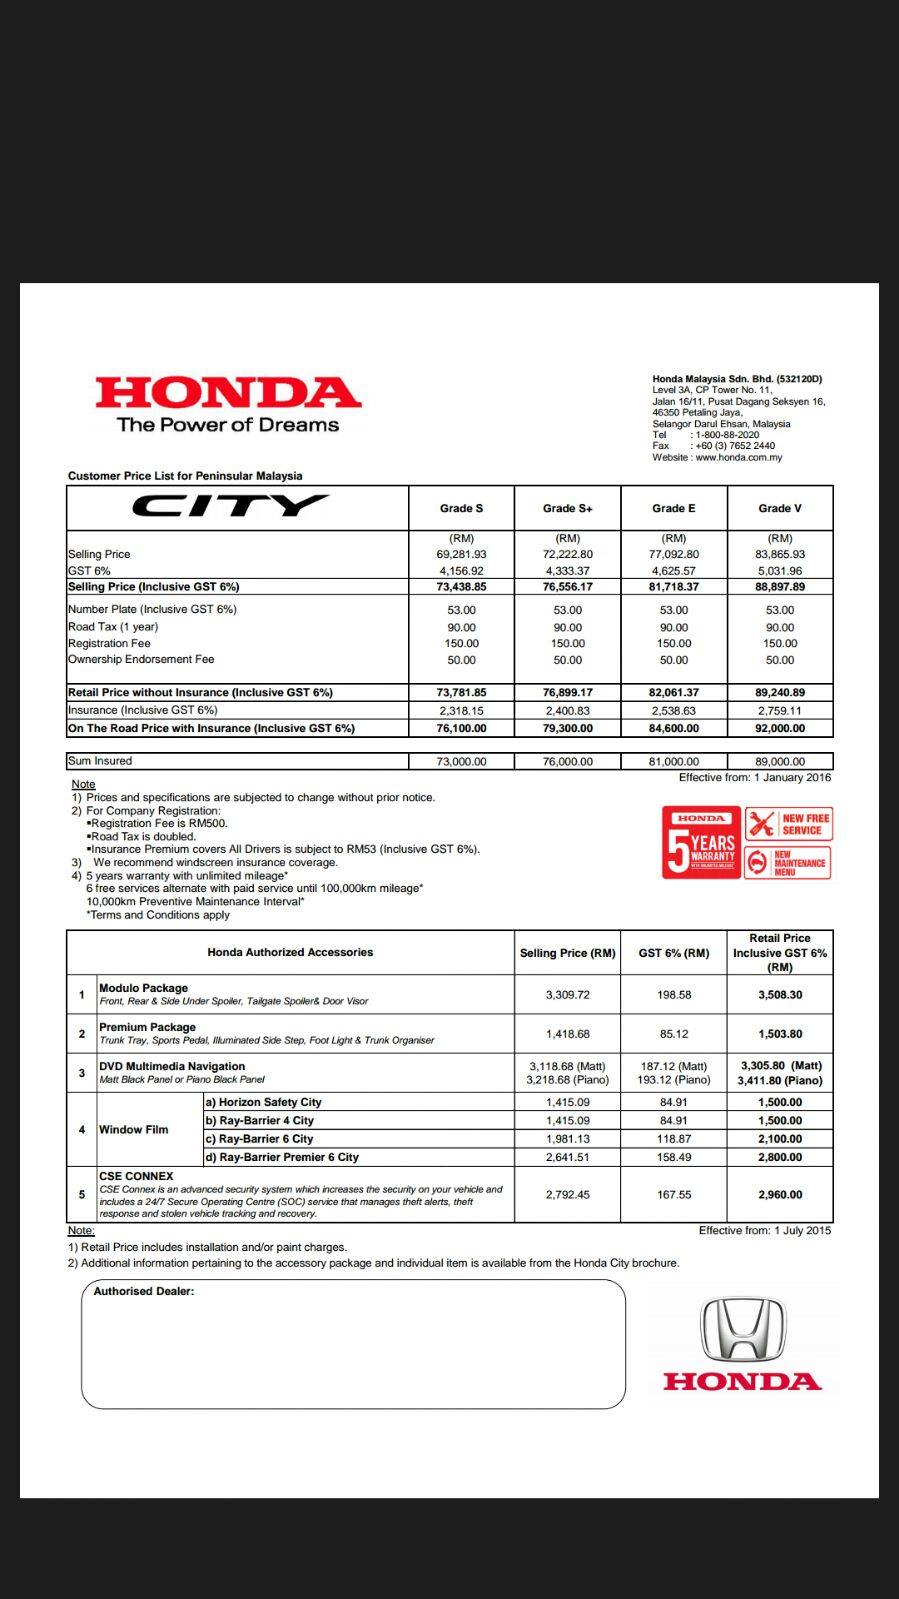 HONDA
The Power of Dreams
Honda Malaysia Sdn. Bhd. (532120D)
Level 3A, CP Tower No. 11,
Jalan 16/11, Pusat Dagang Seksyen 16,
46350 Petaling Jaya,
Selangor Darul Ehsan, Malaysia
Tel : 1-800-88-2020
Fax : +60 (3) 7652 2440
Website : www.honda.com.my
Customer Price List for Peninsular Malaysia
CITY Grade S Grade S+ Grade E Grade V
(RM) (RM) (RM) (RM)
Selling Price 69,281.93 72,222.80 77,092.80 83,865.93
GST 6% 4,156.92 4,333.37 4,625.57 5,031.96
Selling Price (Inclusive GST 6%) 73,438.85 76,556.17 81,718.37 88,897.89
Number Plate (Inclusive GST 6%) 53.00 53.00 53.00 53.00
Road Tax (1 year) 90.00 90.00 90.00 90.00
Registration Fee 150.00 150.00 150.00 150.00
Ownership Endorsement Fee 50.00 50.00 50.00 50.00
Retail Price without Insurance (Inclusive GST 6%) 73,781.85 76,899.17 82,061.37 89,240.89
Insurance (Inclusive GST 6%) 2,318.15 2,400.83 2,538.63 2,759.11
On The Road Price with Insurance (Inclusive GST 6%) 76,100.00 79,300.00 84,600.00 92,000.00
Sum Insured 73,000.00 76,000.00 81,000.00 89,000.00
Effective from: 1 January 2016
Note
1) Prices and specifications are subjected to change without prior notice.
2) For Company Registration:
▪Registration Fee is RM500.
▪Road Tax is doubled.
▪Insurance Premium covers All Drivers is subject to RM53 (Inclusive GST 6%).
3) We recommend windscreen insurance coverage.
4) 5 years warranty with unlimited mileage*
6 free services alternate with paid service until 100,000km mileage*
10,000km Preventive Maintenance Interval*
*Terms and Conditions apply
HONDA
5 YEARS
WARRANTY
WITH UNLIMITED MILEAGE
NEW FREE
SERVICE
NEW
MAINTENANCE
MENU
Honda Authorized Accessories Selling Price (RM) GST 6% (RM) Retail Price Inclusive GST 6% (RM)
1 Modulo Package 3,309.72 198.58 3,508.30
Front, Rear & Side Under Spoiler, Tailgate Spoiler& Door Visor
2 Premium Package 1,418.68 85.12 1,503.80
Trunk Tray, Sports Pedal, Illuminated Side Step, Foot Light & Trunk Organiser
3 DVD Multimedia Navigation 3,118.68 (Matt) 187.12 (Matt) 3,305.80 (Matt)
Matt Black Panel or Piano Black Panel 3,218.68 (Piano) 193.12 (Piano) 3,411.80 (Piano)
4 Window Film
a) Horizon Safety City 1,415.09 84.91 1,500.00
b) Ray-Barrier 4 City 1,415.09 84.91 1,500.00
c) Ray-Barrier 6 City 1,981.13 118.87 2,100.00
d) Ray-Barrier Premier 6 City 2,641.51 158.49 2,800.00
5 CSE CONNEX 2,792.45 167.55 2,960.00
CSE Connex is an advanced security system which increases the security on your vehicle and
includes a 24/7 Secure Operating Centre (SOC) service that manages theft alerts, theft
response and stolen vehicle tracking and recovery.
Note: Effective from: 1 July 2015
1) Retail Price includes installation and/or paint charges.
2) Additional information pertaining to the accessory package and individual item is available from the Honda City brochure.
Authorised Dealer:
HONDA